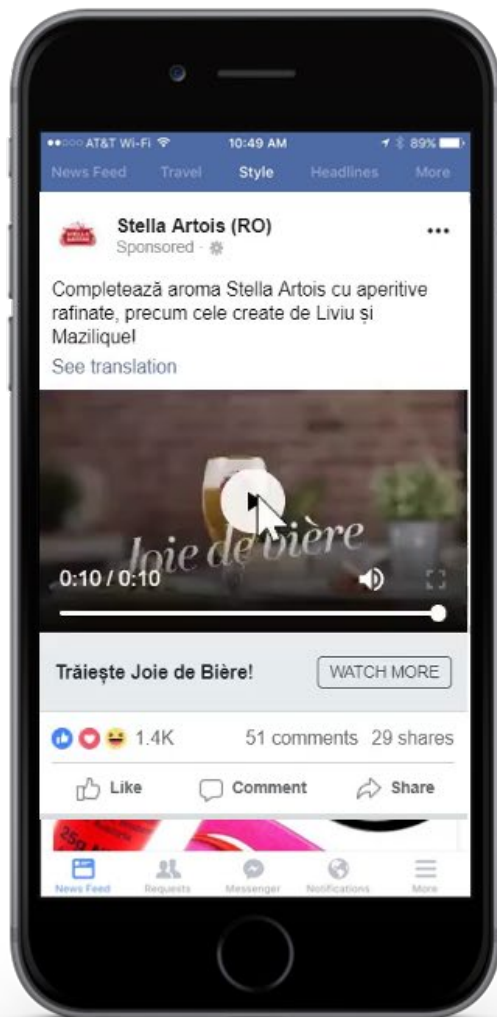 AT&T Wi-Fi 10:49 AM 89%
News Feed Travel Style Headlines More
STELLA ARTOIS
Stella Artois (RO)
Sponsored ·
Completează aroma Stella Artois cu aperitive
rafinate, precum cele create de Liviu și
Mazilique!
See translation
Joie de bière
0:10 / 0:10
Trăiește Joie de Bière!
WATCH MORE
1.4K 51 comments 29 shares
Like Comment Share
25g
News Feed Requests Messenger Notifications More